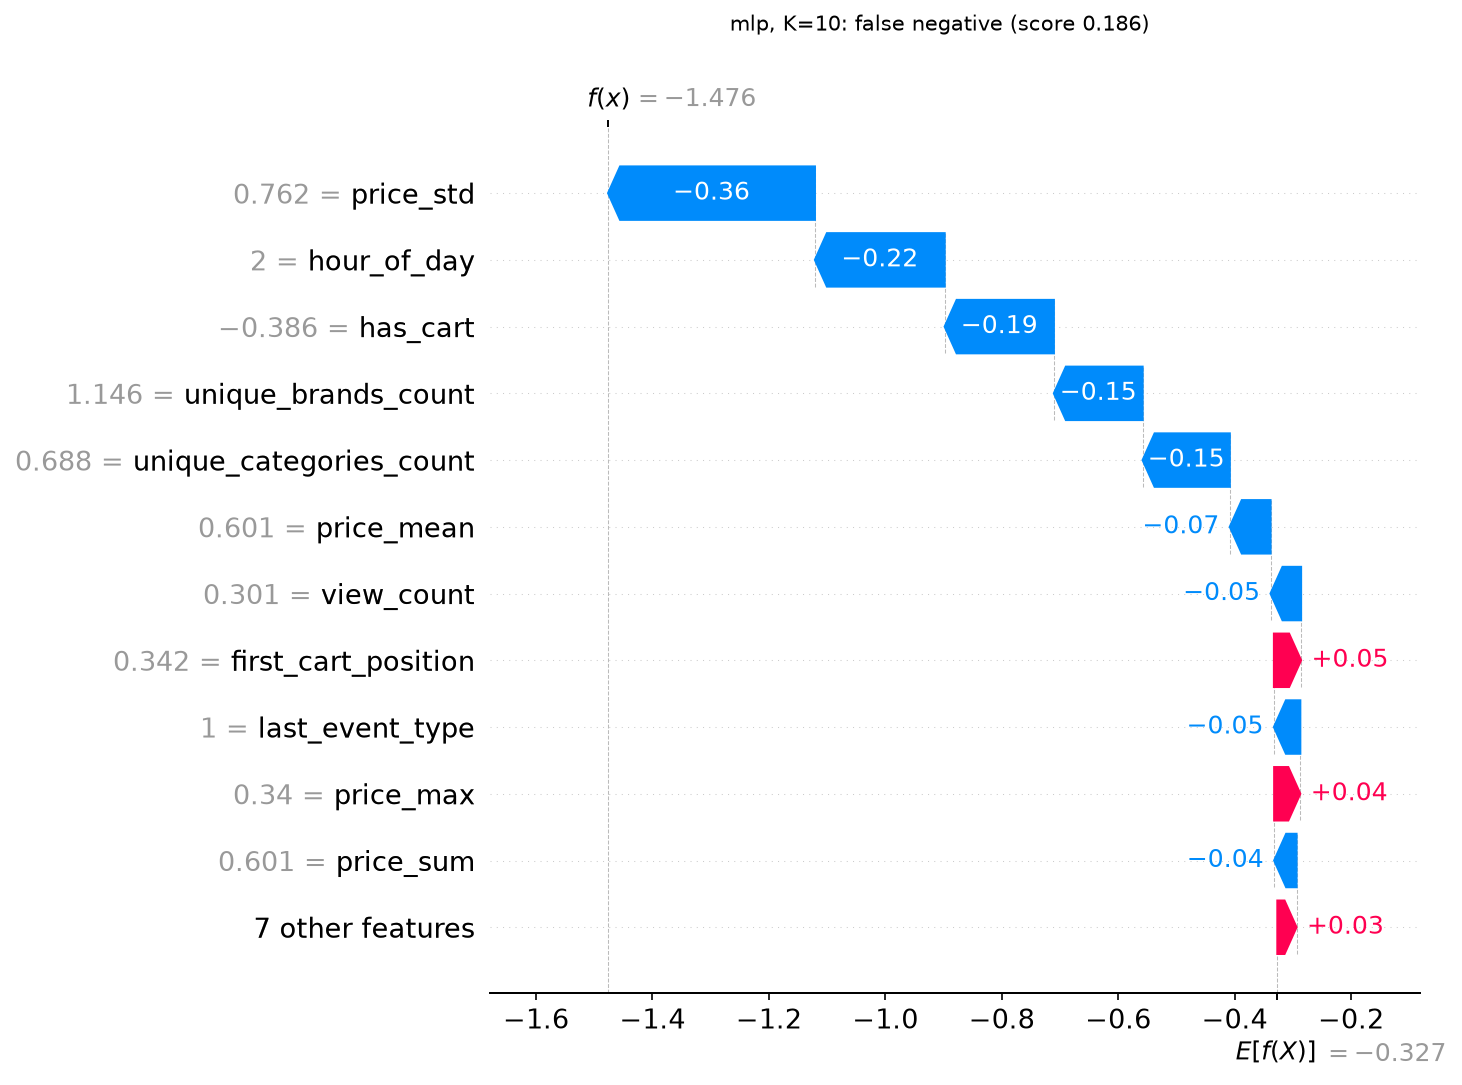 mlp, K=10: false negative (score 0.186)
f(x) = −1.476
0.762 = price_std −0.36
2 = hour_of_day −0.22
−0.386 = has_cart −0.19
1.146 = unique_brands_count −0.15
0.688 = unique_categories_count −0.15
0.601 = price_mean −0.07
0.301 = view_count −0.05
0.342 = first_cart_position +0.05
1 = last_event_type −0.05
0.34 = price_max +0.04
0.601 = price_sum −0.04
7 other features +0.03
−1.6 −1.4 −1.2 −1.0 −0.8 −0.6 −0.4 −0.2
E[f(X)] = −0.327